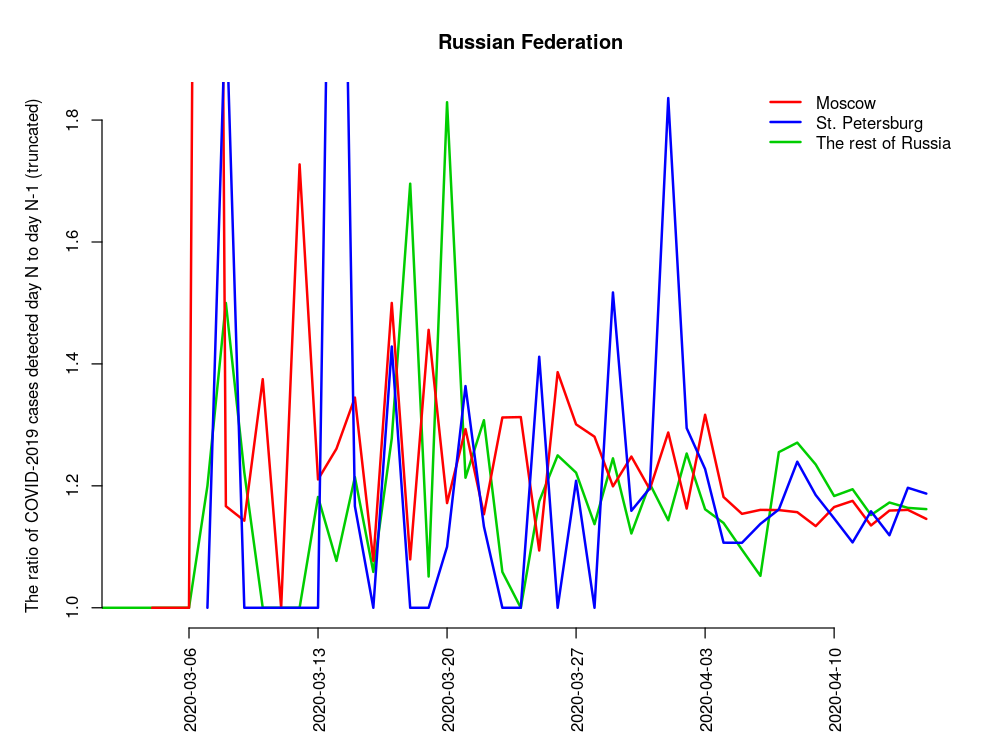 Russian Federation
The ratio of COVID-2019 cases detected day N to day N-1 (truncated)
1.8
1.6
1.4
1.2
1.0
Moscow
St. Petersburg
The rest of Russia
2020-03-06
2020-03-13
2020-03-20
2020-03-27
2020-04-03
2020-04-10